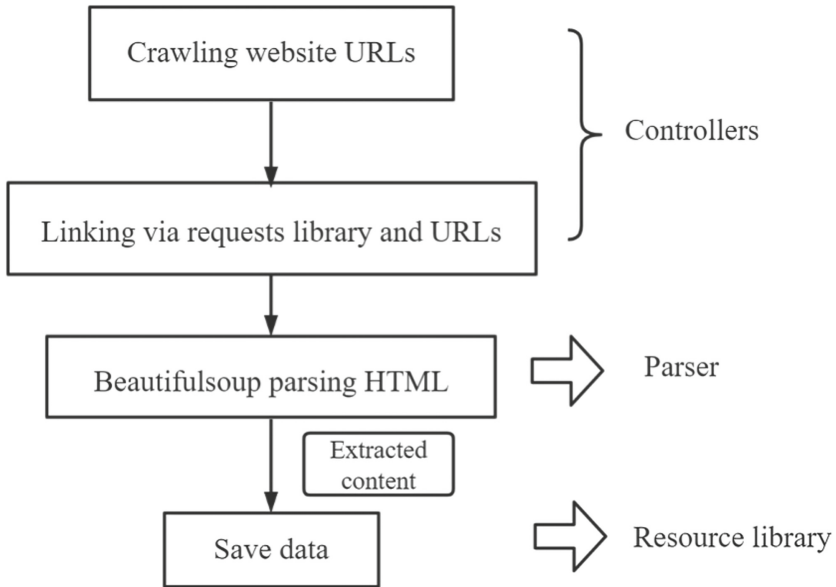 Crawling website URLs
Controllers
Linking via requests library and URLs
Beautifulsoup parsing HTML
Parser
Extracted
content
Save data
Resource library